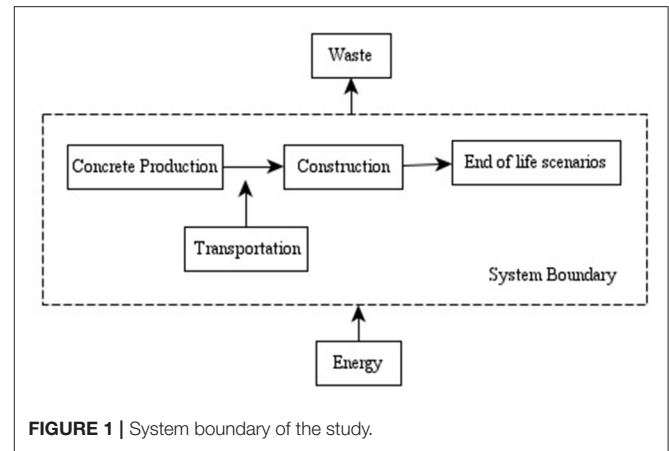 Waste
Concrete Production
Construction
End of life scenarios
Transportation
System Boundary
Energy
FIGURE 1 | System boundary of the study.